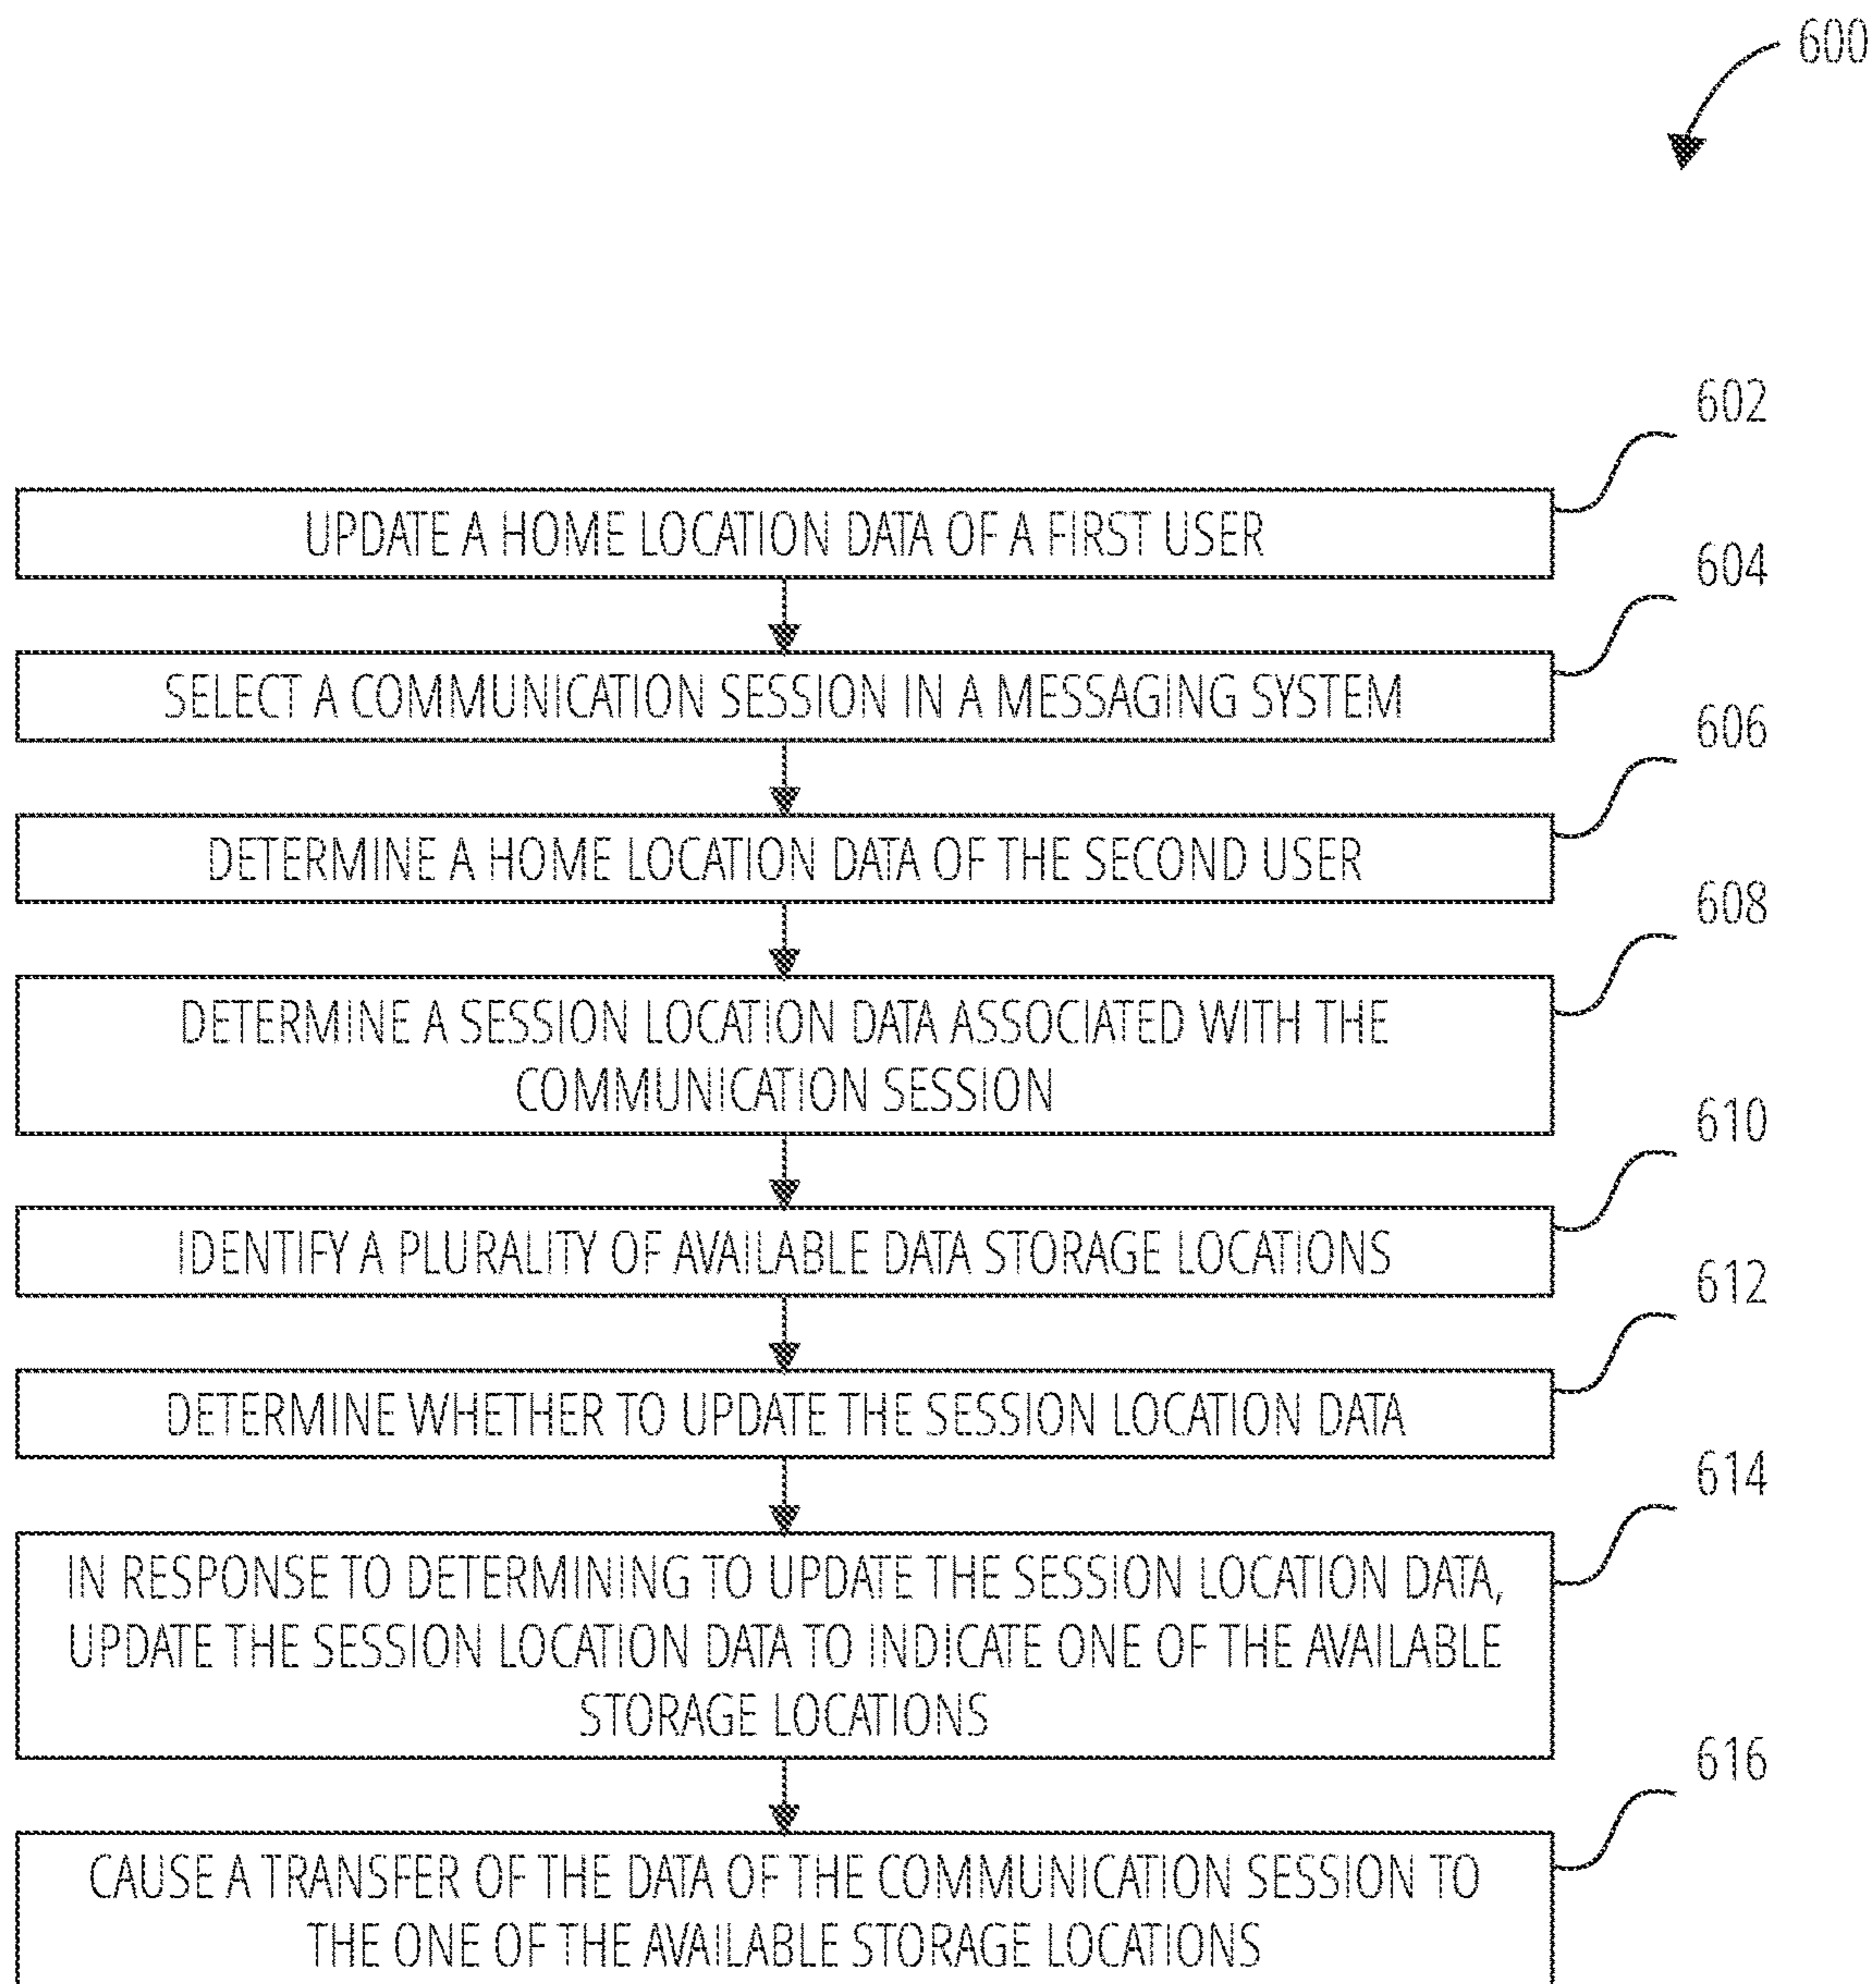 600
602
UPDATE A HOME LOCATION DATA OF A FIRST USER
604
SELECT A COMMUNICATION SESSION IN A MESSAGING SYSTEM
606
DETERMINE A HOME LOCATION DATA OF THE SECOND USER
608
DETERMINE A SESSION LOCATION DATA ASSOCIATED WITH THE
COMMUNICATION SESSION
610
IDENTIFY A PLURALITY OF AVAILABLE DATA STORAGE LOCATIONS
612
DETERMINE WHETHER TO UPDATE THE SESSION LOCATION DATA
614
IN RESPONSE TO DETERMINING TO UPDATE THE SESSION LOCATION DATA,
UPDATE THE SESSION LOCATION DATA TO INDICATE ONE OF THE AVAILABLE
STORAGE LOCATIONS
616
CAUSE A TRANSFER OF THE DATA OF THE COMMUNICATION SESSION TO
THE ONE OF THE AVAILABLE STORAGE LOCATIONS